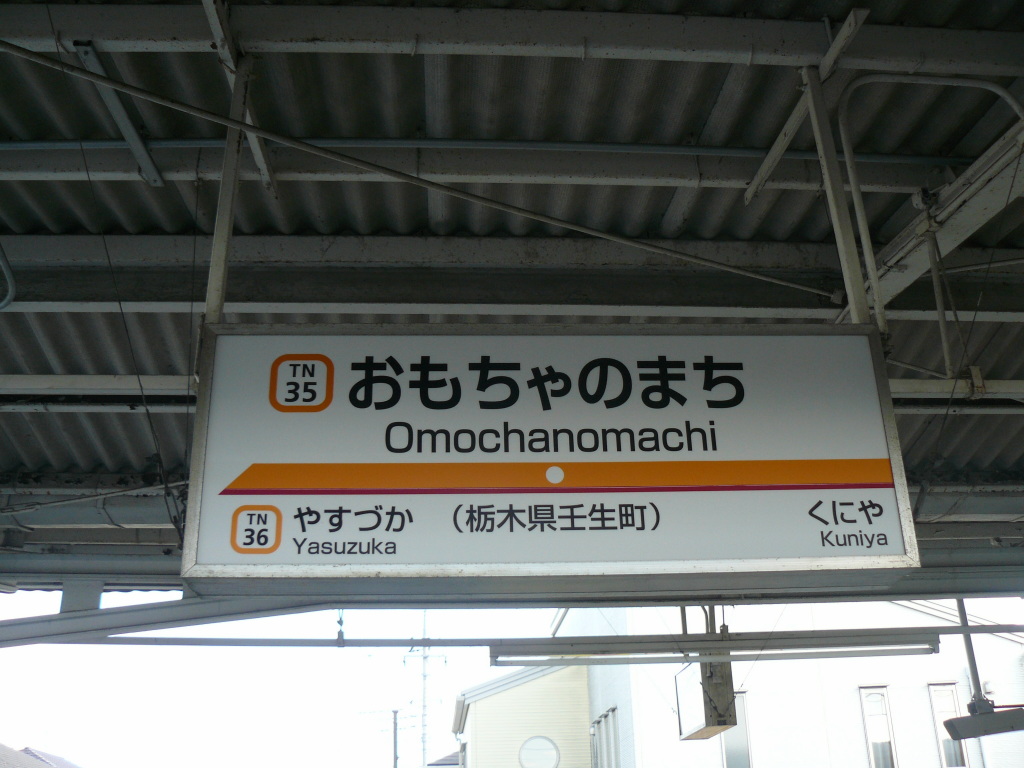 TN
35
おもちゃのまち
Omochanomachi
TN
36
やすづか
Yasuzuka
（栃木県壬生町）
くにや
Kuniya